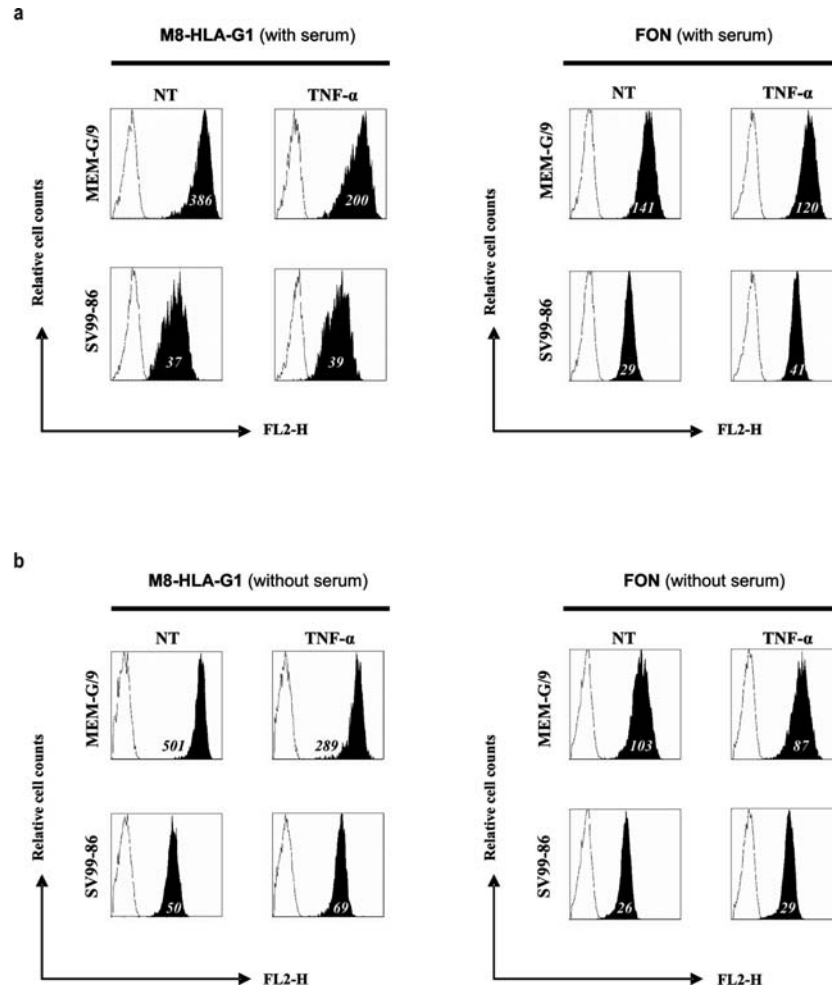 a
M8-HLA-G1 (with serum)
FON (with serum)
NT
TNF-α
NT
TNF-α
MEM-G/9
386
200
MEM-G/9
141
120
Relative cell counts
Relative cell counts
SV99-86
37
39
SV99-86
29
41
FL2-H
FL2-H
b
M8-HLA-G1 (without serum)
FON (without serum)
NT
TNF-α
NT
TNF-α
MEM-G/9
501
289
MEM-G/9
103
87
Relative cell counts
Relative cell counts
SV99-86
50
69
SV99-86
26
29
FL2-H
FL2-H